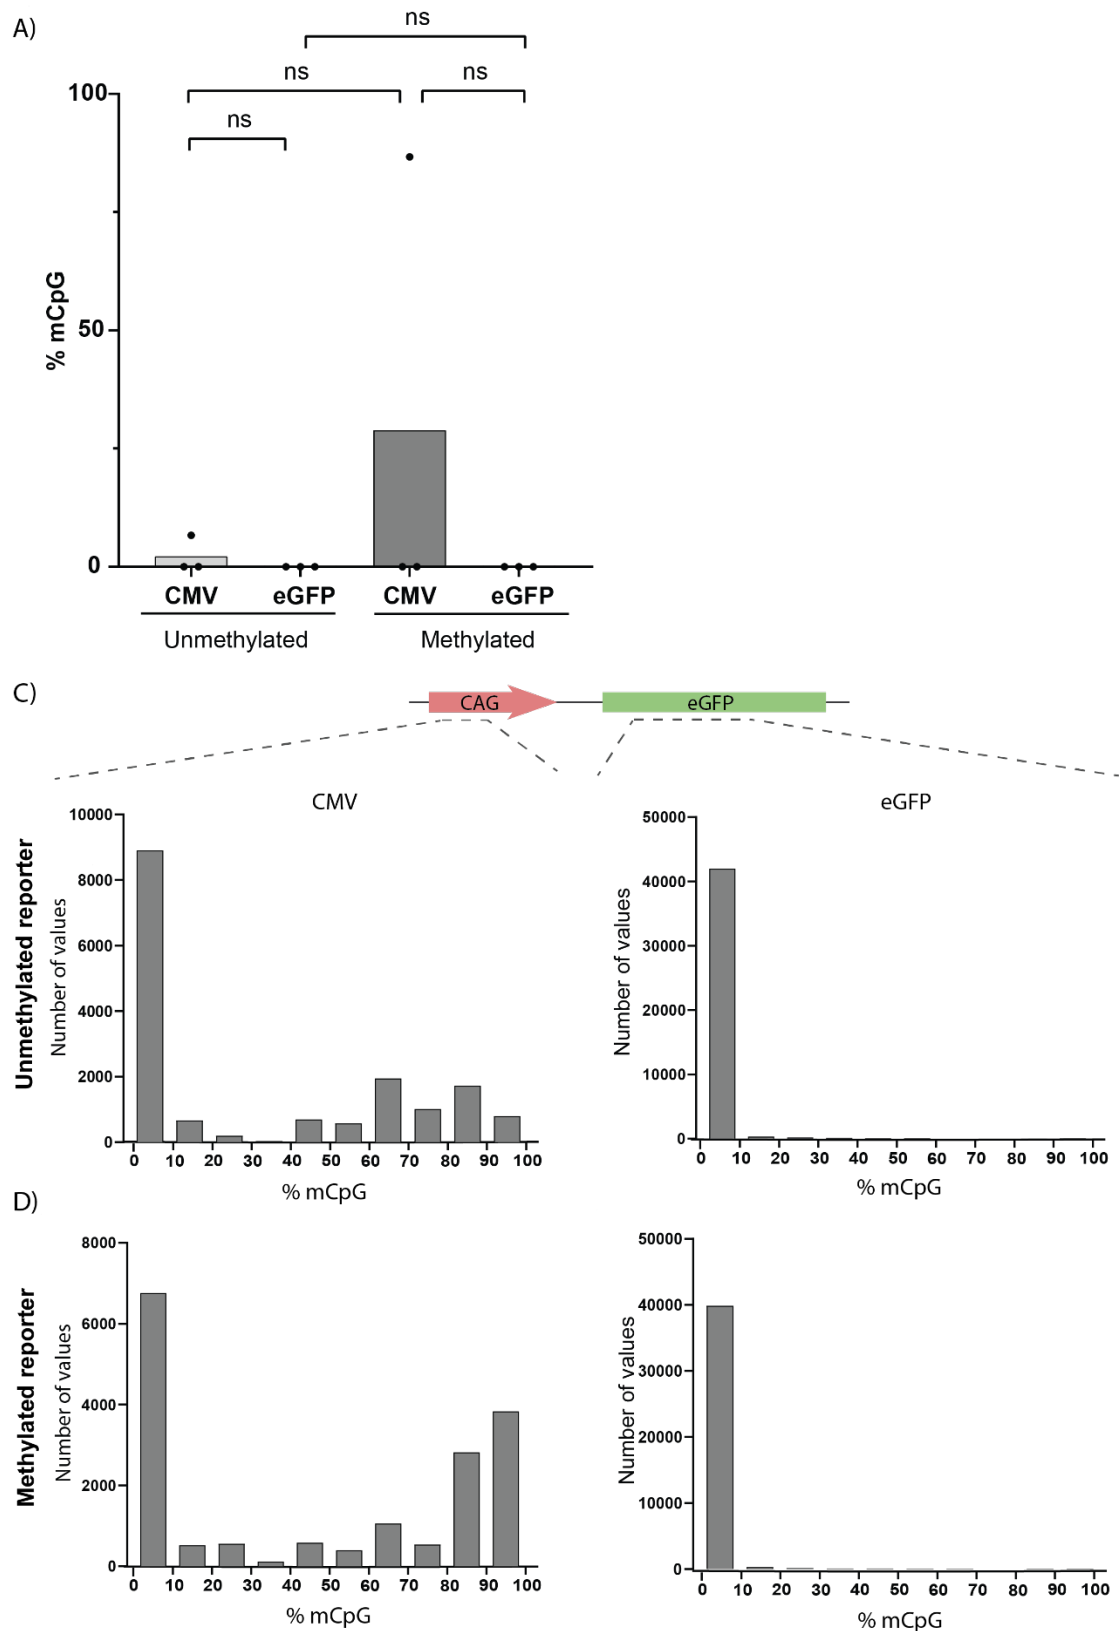 A)
ns
ns
ns
ns
100
50
0
% mCpG
CMV
eGFP
CMV
eGFP
Unmethylated
Methylated
C)
CAG
eGFP
Unmethylated reporter
CMV
Number of values
10000
8000
6000
4000
2000
0
0 10 20 30 40 50 60 70 80 90 100
% mCpG
eGFP
Number of values
50000
40000
30000
20000
10000
0
0 10 20 30 40 50 60 70 80 90 100
% mCpG
D)
Methylated reporter
Number of values
8000
6000
4000
2000
0
0 10 20 30 40 50 60 70 80 90 100
% mCpG
Number of values
50000
40000
30000
20000
10000
0
0 10 20 30 40 50 60 70 80 90 100
% mCpG